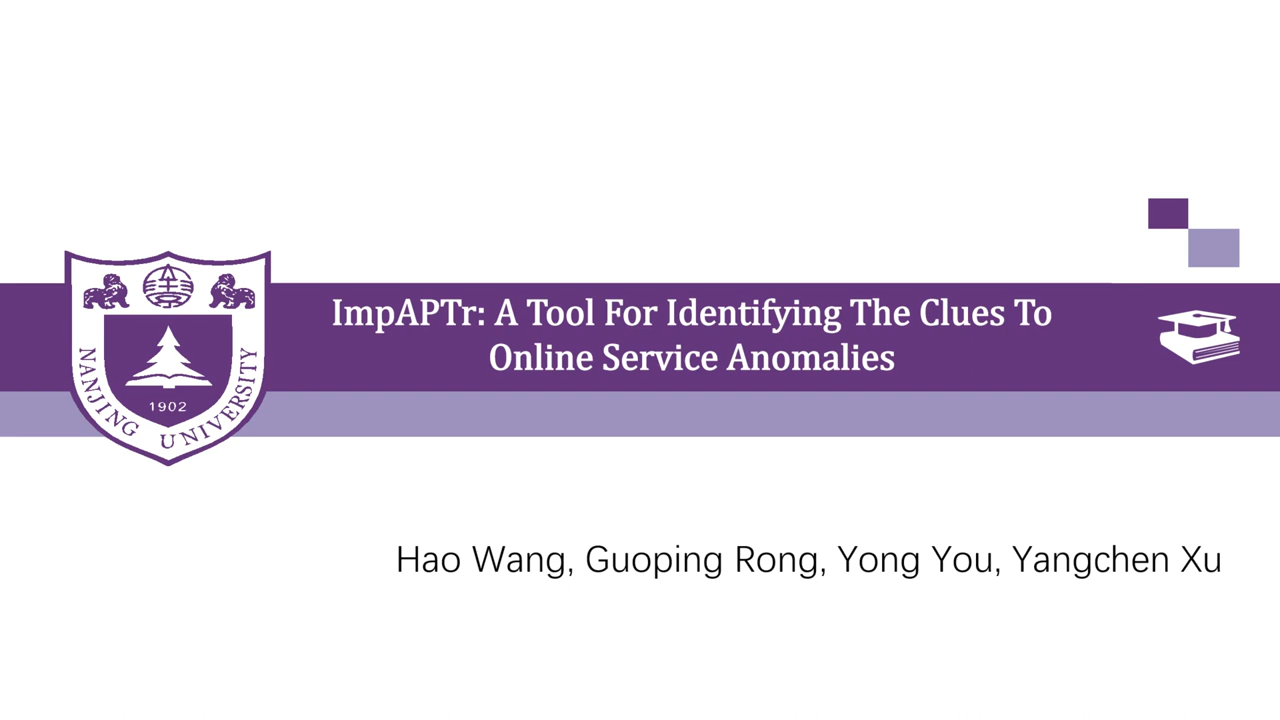 ImpAPTr: A Tool For Identifying The Clues To
Online Service Anomalies
NANJING UNIVERSITY
1902
Hao Wang, Guoping Rong, Yong You, Yangchen Xu